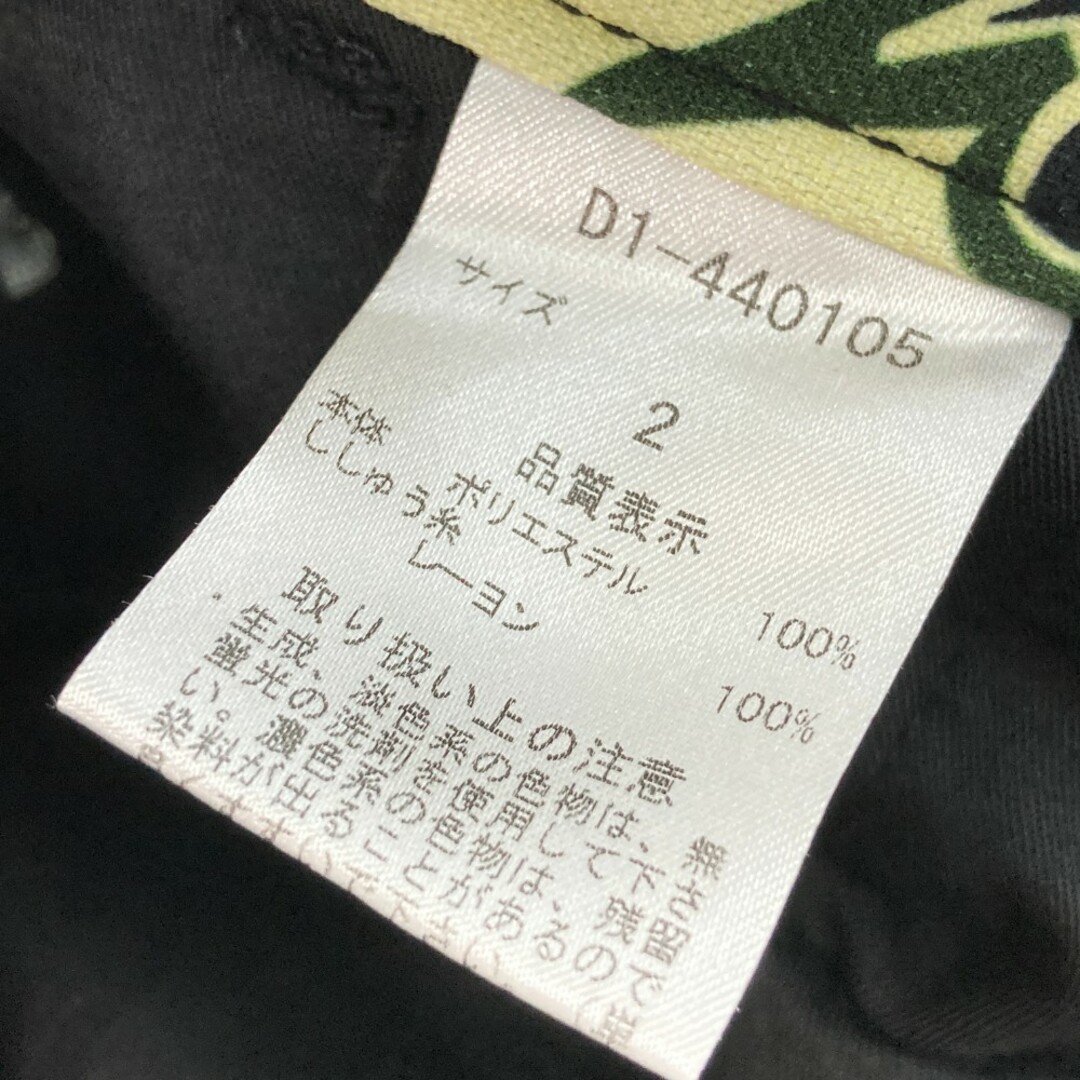 D1-440105
サイズ
2
品質表示
本体 ポリエステル 100%
ししゅう糸
レーヨン 100%
取り扱い上の注意
生成、淡色系の色物は、無
蛍光の洗剤を使用して下さ
い。濃色系の色物は、残留
染料が出ることがあるので